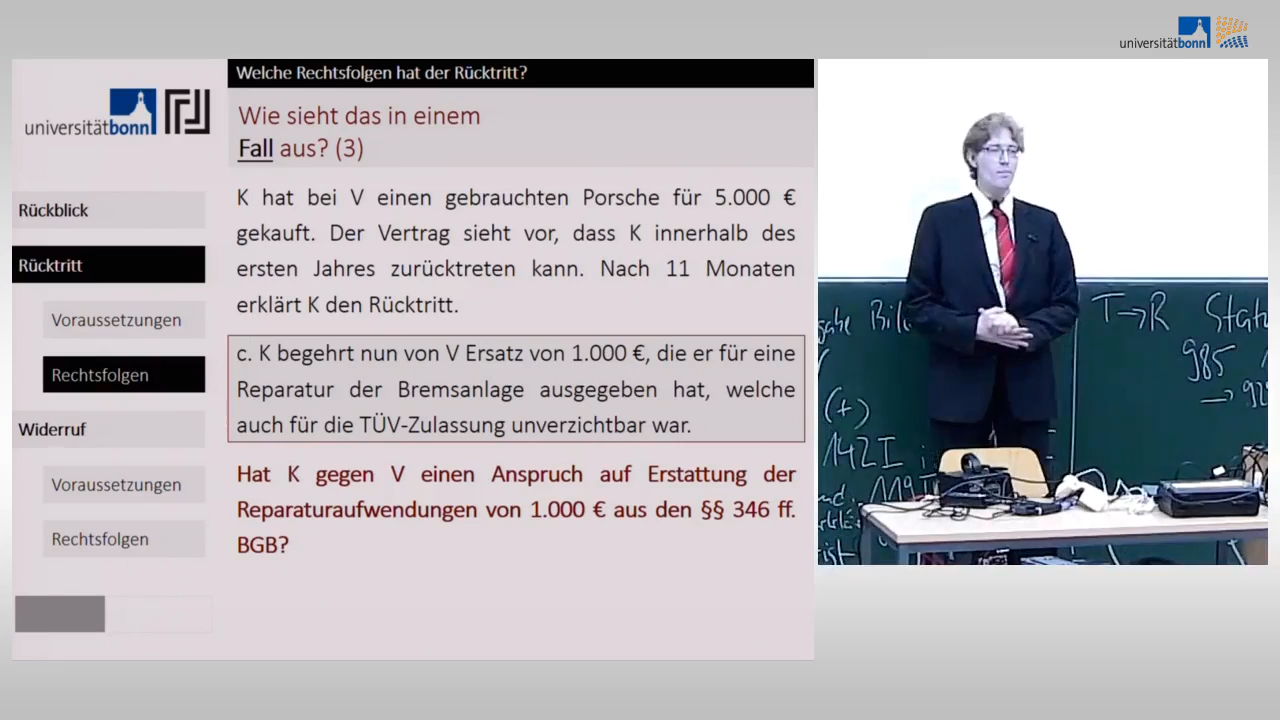 universitätbonn
Welche Rechtsfolgen hat der Rücktritt?
universitätbonn
Wie sieht das in einem
Fall aus? (3)
K hat bei V einen gebrauchten Porsche für 5.000 €
gekauft. Der Vertrag sieht vor, dass K innerhalb des
ersten Jahres zurücktreten kann. Nach 11 Monaten
erklärt K den Rücktritt.
c. K begehrt nun von V Ersatz von 1.000 €, die er für eine
Reparatur der Bremsanlage ausgegeben hat, welche
auch für die TÜV-Zulassung unverzichtbar war.
Hat K gegen V einen Anspruch auf Erstattung der
Reparaturaufwendungen von 1.000 € aus den §§ 346 ff.
BGB?
Rückblick
Rücktritt
Voraussetzungen
Rechtsfolgen
Widerruf
Voraussetzungen
Rechtsfolgen
T→R
985
(+)
142 I
119 I